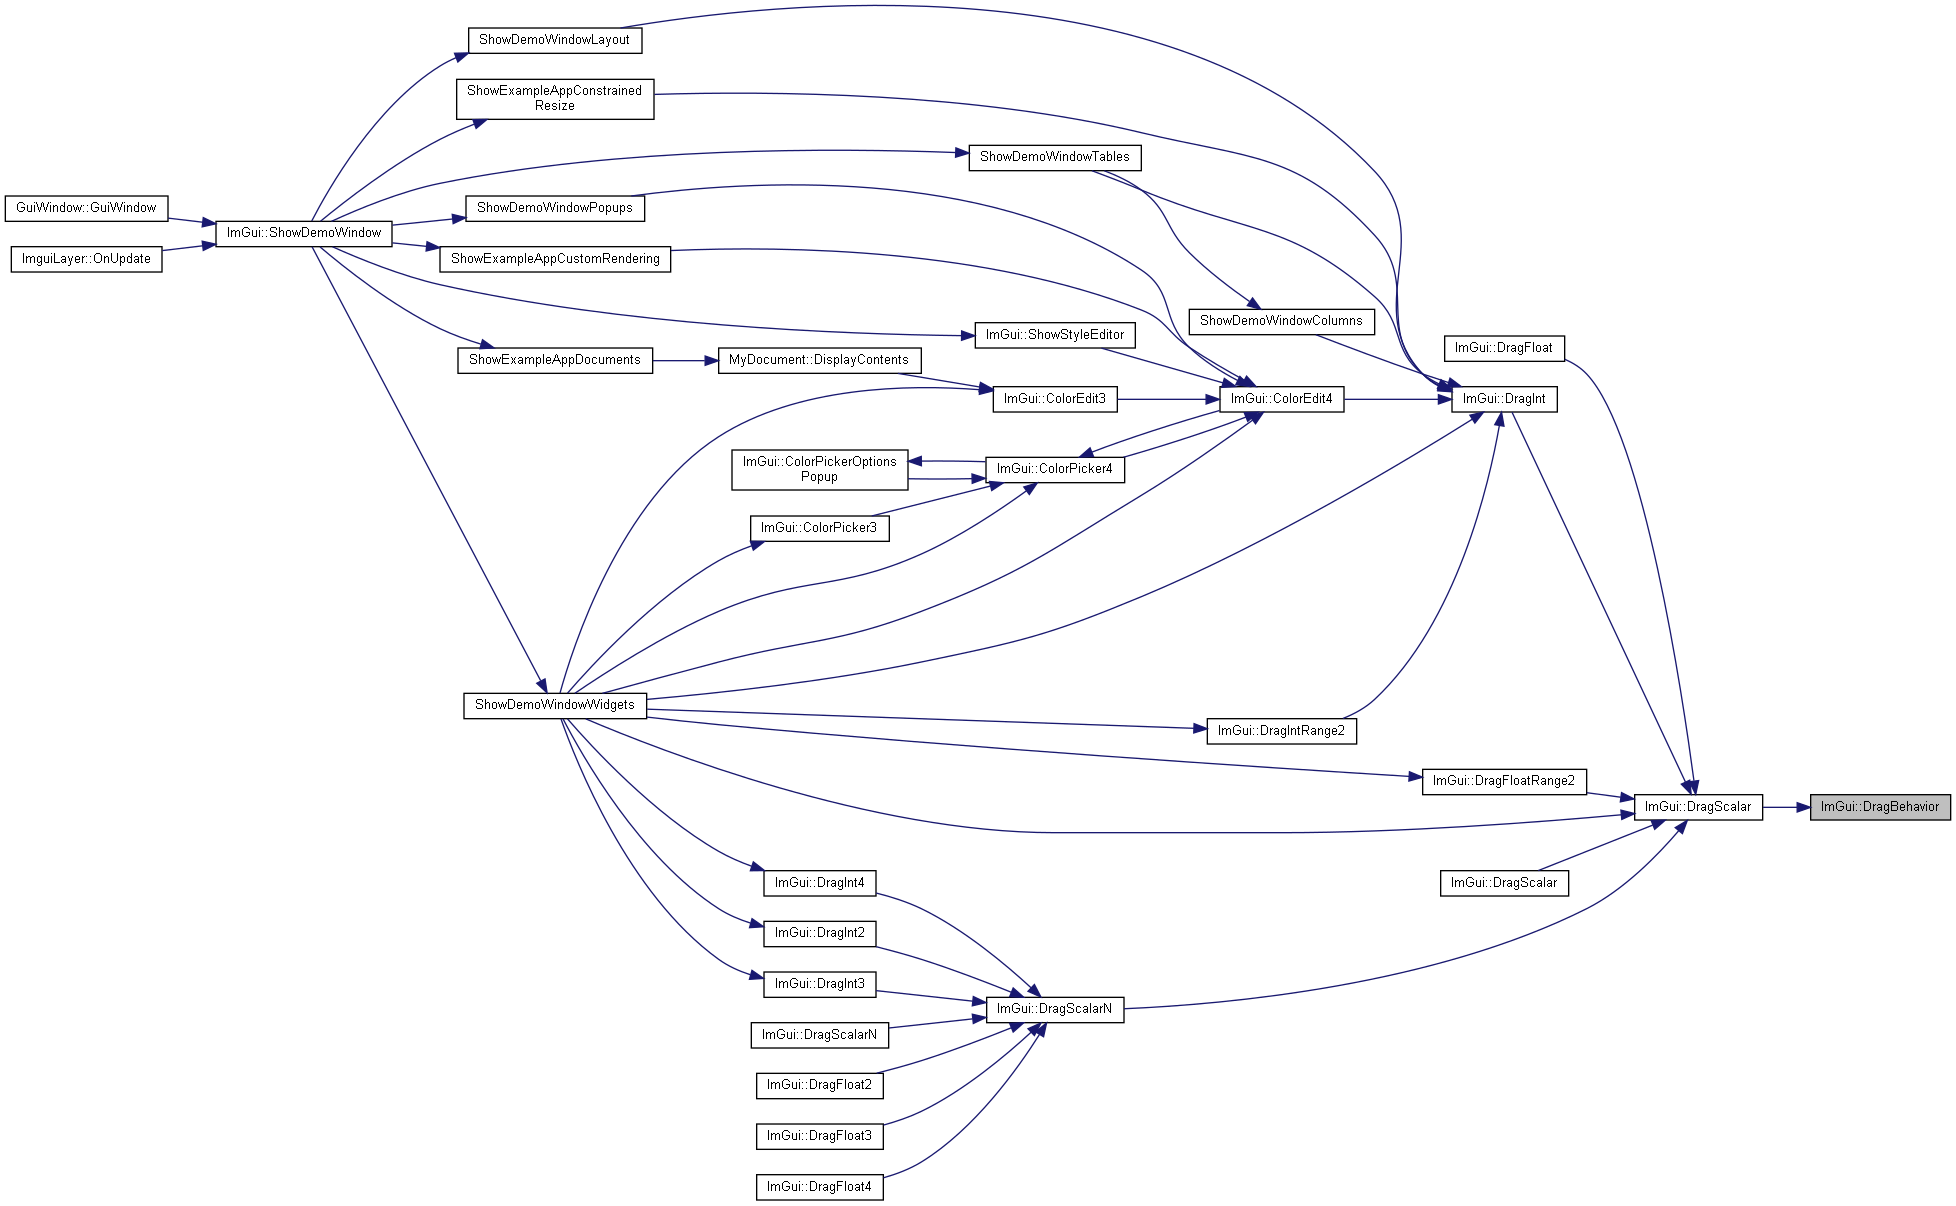 ShowDemoWindowLayout
ShowExampleAppConstrained
Resize
ShowDemoWindowTables
GuiWindow::GuiWindow
ShowDemoWindowPopups
ImGui::ShowDemoWindow
ImguiLayer::OnUpdate
ShowExampleAppCustomRendering
ShowDemoWindowColumns
ImGui::ShowStyleEditor
ImGui::DragFloat
ShowExampleAppDocuments
MyDocument::DisplayContents
ImGui::ColorEdit3
ImGui::ColorEdit4
ImGui::DragInt
ImGui::ColorPickerOptions
Popup
ImGui::ColorPicker4
ImGui::ColorPicker3
ShowDemoWindowWidgets
ImGui::DragIntRange2
ImGui::DragFloatRange2
ImGui::DragScalar
ImGui::DragBehavior
ImGui::DragInt4
ImGui::DragScalar
ImGui::DragInt2
ImGui::DragInt3
ImGui::DragScalarN
ImGui::DragScalarN
ImGui::DragFloat2
ImGui::DragFloat3
ImGui::DragFloat4